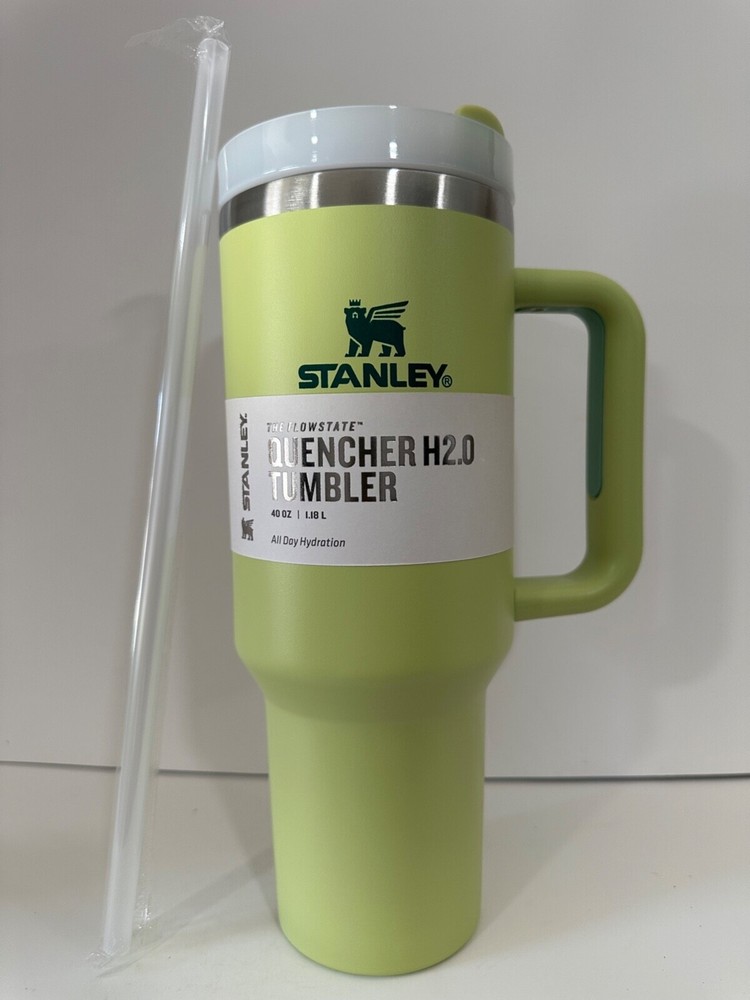 STANLEY®
STANLEY.
THE FLOWSTATE™
QUENCHER H2.0
TUMBLER
40 OZ | 1.18 L
All Day Hydration